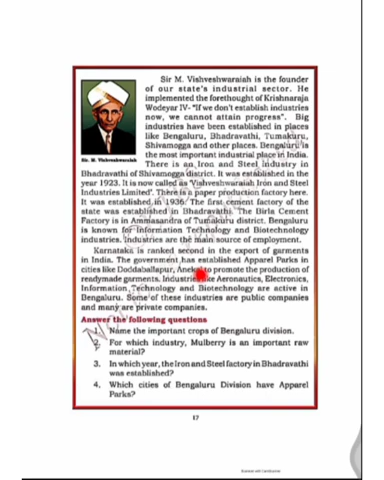 Sir M. Vishveshwaraiah is the founder
of our state's industrial sector. He
implemented the forethought of Krishnaraja
Wodeyar IV- "If we don't establish industries
now, we cannot attain progress". Big
industries have been established in places
like Bengaluru, Bhadravathi, Tumakuru,
Shivamogga and other places. Bengaluru is
the most important industrial place in India.
Sir. M. Vishveshwaraiah
There is an Iron and Steel industry in
Bhadravathi of Shivamogga district. It was established in the
year 1923. It is now called as 'Vishveshwaraiah Iron and Steel
Industries Limited'. There is a paper production factory here.
It was established in 1936. The first cement factory of the
state was established in Bhadravathi. The Birla Cement
Factory is in Ammasandra of Tumakuru district. Bengaluru
is known for Information Technology and Biotechnology
industries. Industries are the main source of employment.
Karnataka is ranked second in the export of garments
in India. The government has established Apparel Parks in
cities like Doddaballapur, Anekal to promote the production of
readymade garments. Industries like Aeronautics, Electronics,
Information Technology and Biotechnology are active in
Bengaluru. Some of these industries are public companies
and many are private companies.
Answer the following questions
1. Name the important crops of Bengaluru division.
2. For which industry, Mulberry is an important raw
material?
3. In which year, the Iron and Steel factory in Bhadravathi
was established?
4. Which cities of Bengaluru Division have Apparel
Parks?
17